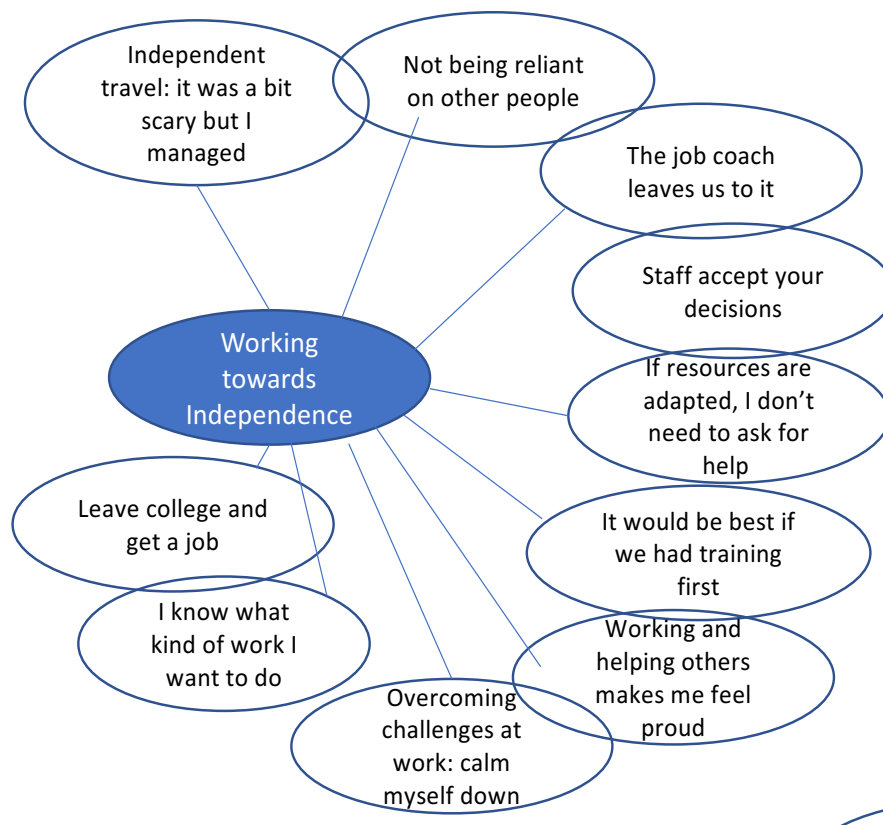 Independent
travel: it was a bit
scary but I
managed
Not being reliant
on other people
The job coach
leaves us to it
Staff accept your
decisions
If resources are
adapted, I don’t
need to ask for
help
It would be best if
we had training
first
Working and
helping others
makes me feel
proud
Overcoming
challenges at
work: calm
myself down
I know what
kind of work I
want to do
Leave college and
get a job
Working
towards
Independence